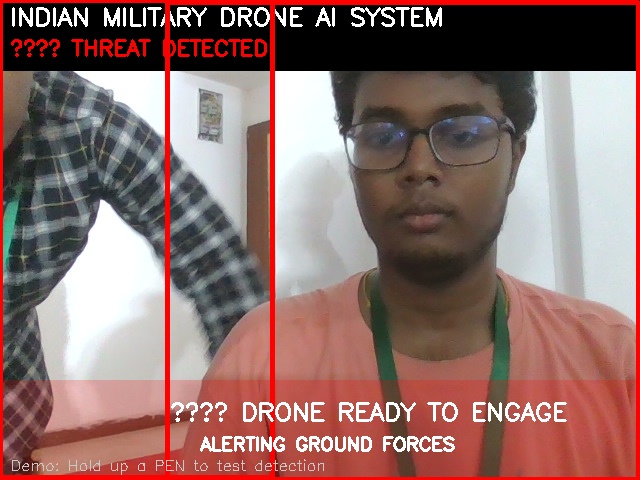 INDIAN MILITARY DRONE AI SYSTEM
???? THREAT DETECTED
???? DRONE READY TO ENGAGE
ALERTING GROUND FORCES
Demo: Hold up a PEN to test detection